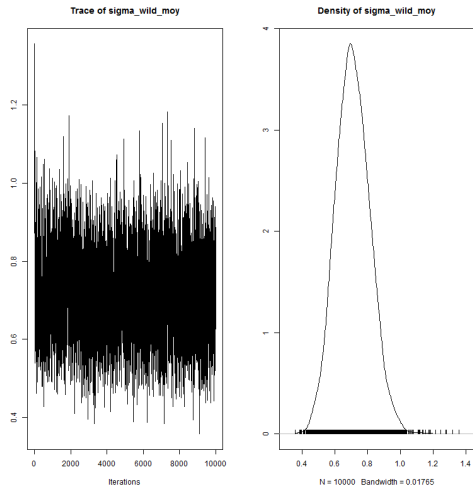 Trace of sigma_wild_moy
1.2
1.0
0.8
0.6
0.4
0 2000 4000 6000 8000 10000
Iterations
Density of sigma_wild_moy
4
3
2
1
0
0.4 0.6 0.8 1.0 1.2 1.4
N = 10000 Bandwidth = 0.01765